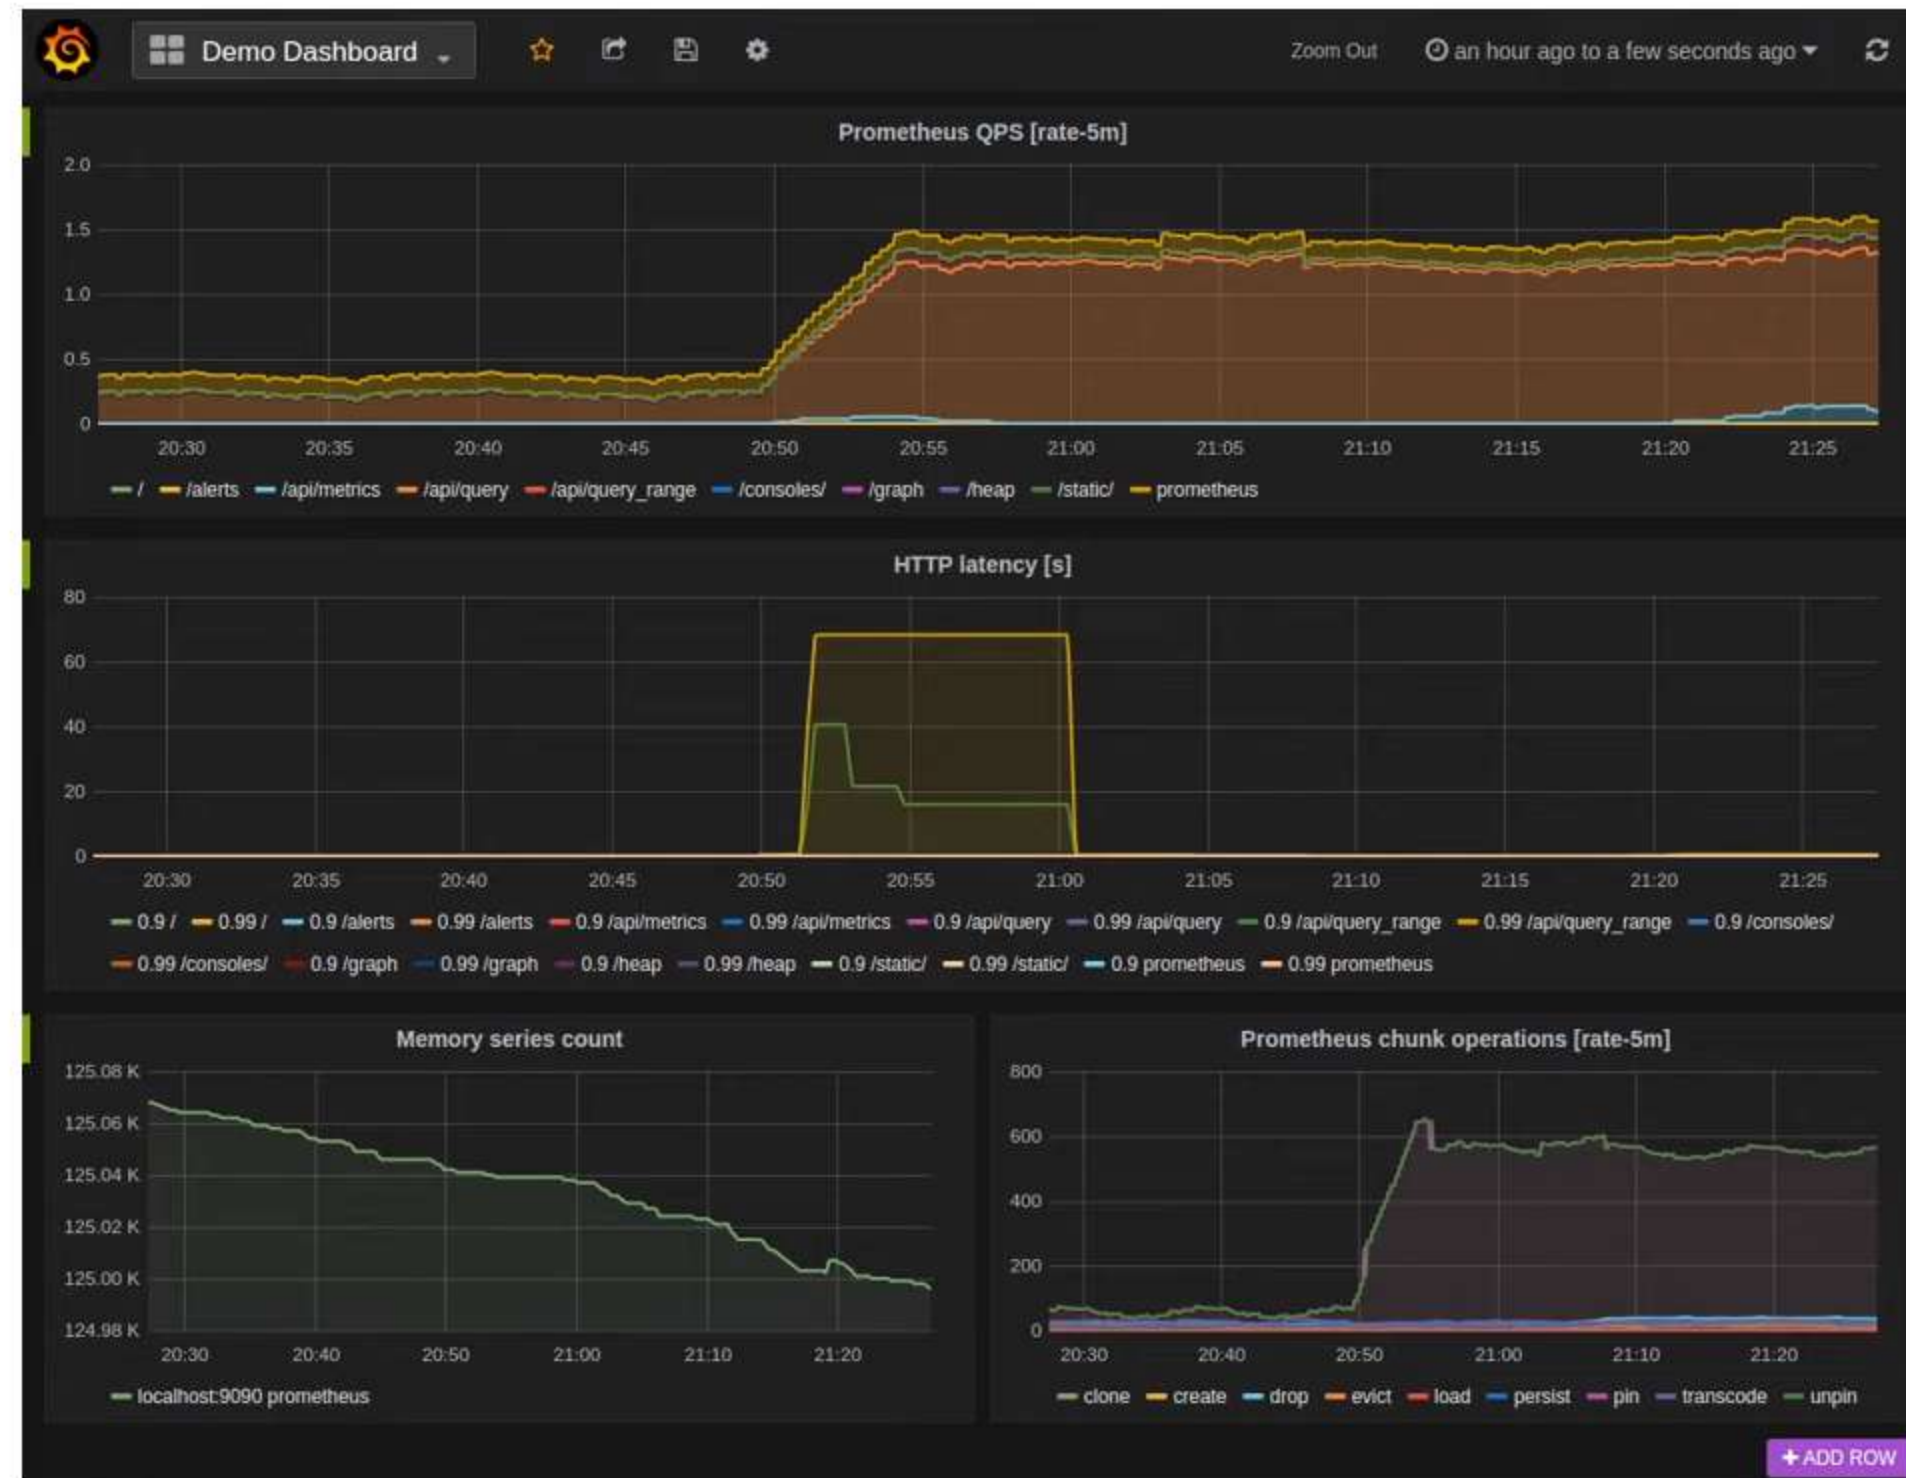 Demo Dashboard
Zoom Out an hour ago to a few seconds ago
Prometheus QPS [rate-5m]
2.0
1.5
1.0
0.5
0
20:30 20:35 20:40 20:45 20:50 20:55 21:00 21:05 21:10 21:15 21:20 21:25
/ /alerts /api/metrics /api/query /api/query_range /consoles/ /graph /heap /static/ prometheus
HTTP latency [s]
80
60
40
20
0
20:30 20:35 20:40 20:45 20:50 20:55 21:00 21:05 21:10 21:15 21:20 21:25
0.9 / 0.99 / 0.9 /alerts 0.99 /alerts 0.9 /api/metrics 0.99 /api/metrics 0.9 /api/query 0.99 /api/query 0.9 /api/query_range 0.99 /api/query_range 0.9 /consoles/
0.99 /consoles/ 0.9 /graph 0.99 /graph 0.9 /heap 0.99 /heap 0.9 /static/ 0.99 /static/ 0.9 prometheus 0.99 prometheus
Memory series count
125.08 K
125.06 K
125.04 K
125.02 K
125.00 K
124.98 K
20:30 20:40 20:50 21:00 21:10 21:20
localhost:9090 prometheus
Prometheus chunk operations [rate-5m]
800
600
400
200
0
20:30 20:40 20:50 21:00 21:10 21:20
clone create drop evict load persist pin transcode unpin
+ ADD ROW